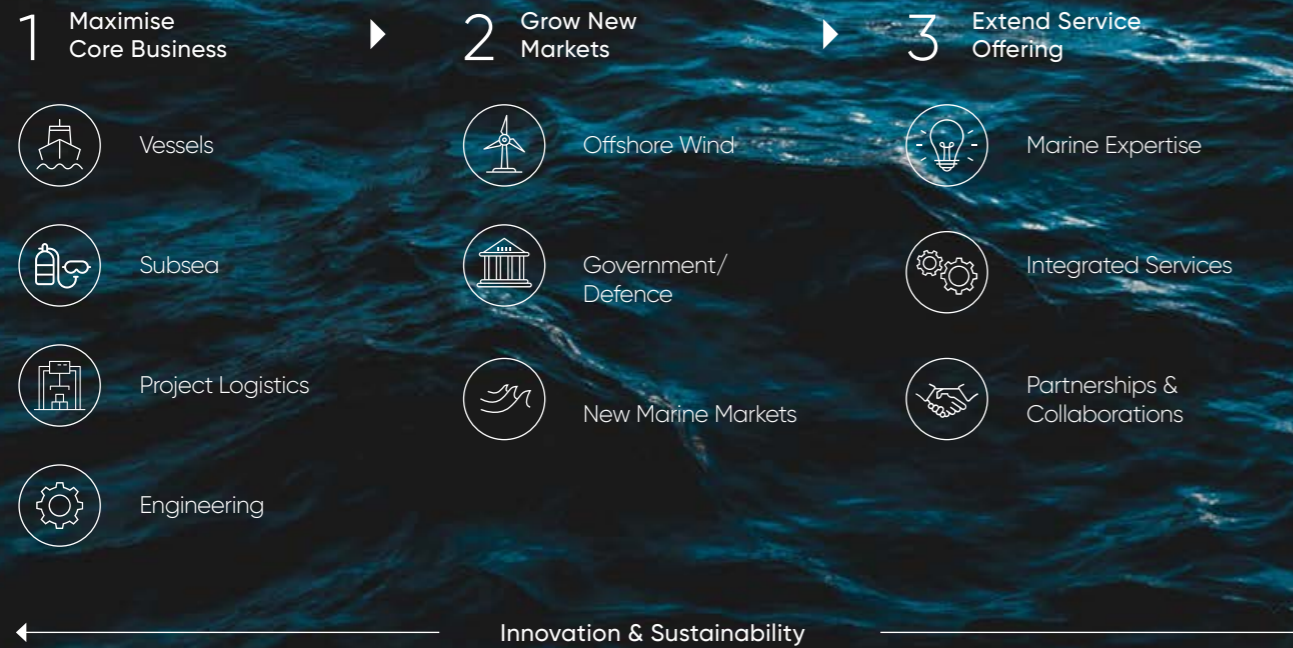 1
Maximise
Core Business
Vessels
Subsea
Project Logistics
Engineering
2
Grow New
Markets
Offshore Wind
Government/
Defence
New Marine Markets
3
Extend Service
Offering
Marine Expertise
Integrated Services
Partnerships &
Collaborations
Innovation & Sustainability